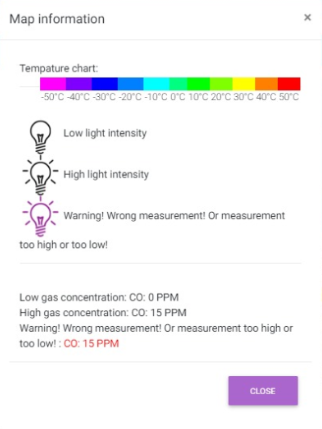 Map information ×
Tempature chart:
-50°C -40°C -30°C -20°C -10°C 0°C 10°C 20°C 30°C 40°C 50°C
Low light intensity
High light intensity
Warning! Wrong measurement! Or measurement
too high or too low!
Low gas concentration: CO: 0 PPM
High gas concentration: CO: 15 PPM
Warning! Wrong measurement! Or measurement too high or
too low! : CO: 15 PPM
CLOSE